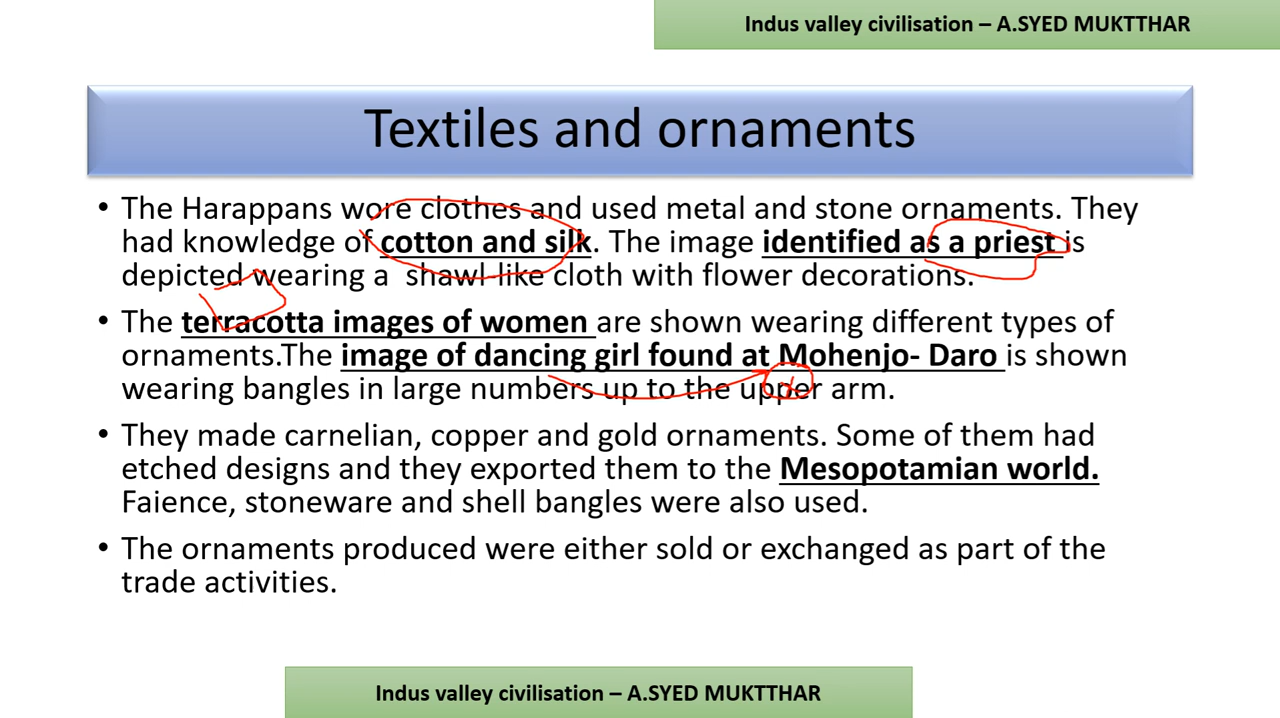 Indus valley civilisation – A.SYED MUKTTHAR
Textiles and ornaments
• The Harappans wore clothes and used metal and stone ornaments. They
had knowledge of cotton and silk. The image identified as a priest is
depicted wearing a shawl-like cloth with flower decorations.
• The terracotta images of women are shown wearing different types of
ornaments.The image of dancing girl found at Mohenjo- Daro is shown
wearing bangles in large numbers up to the upper arm.
• They made carnelian, copper and gold ornaments. Some of them had
etched designs and they exported them to the Mesopotamian world.
Faience, stoneware and shell bangles were also used.
• The ornaments produced were either sold or exchanged as part of the
trade activities.
Indus valley civilisation – A.SYED MUKTTHAR